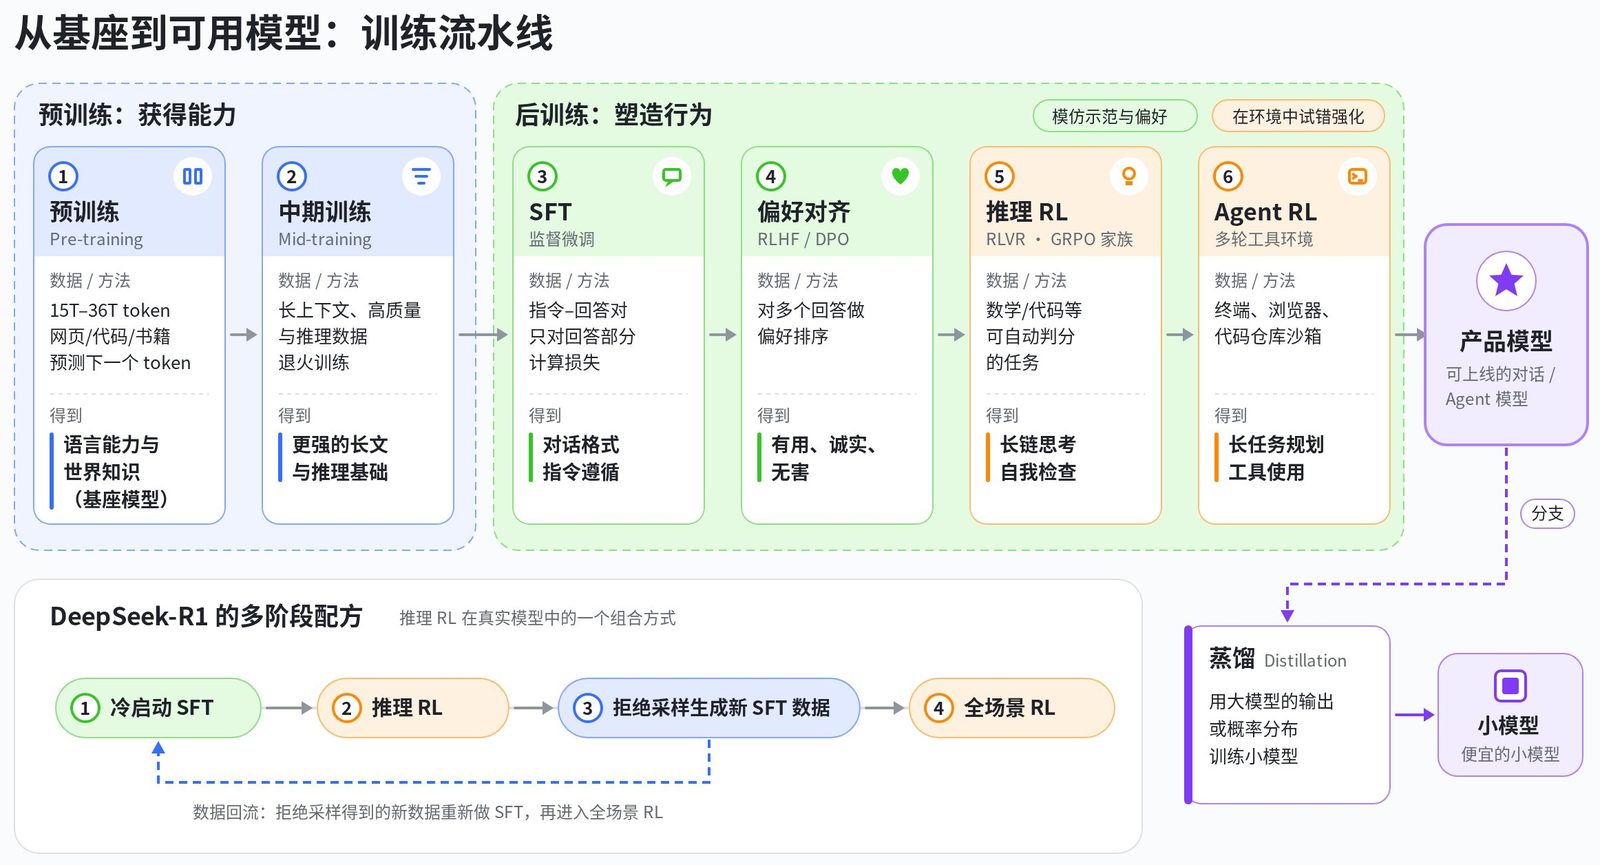 从基座到可用模型：训练流水线
预训练：获得能力
1
预训练
Pre-training
数据 / 方法
15T–36T token
网页/代码/书籍
预测下一个 token
得到
语言能力与
世界知识
（基座模型）
2
中期训练
Mid-training
数据 / 方法
长上下文、高质量
与推理数据
退火训练
得到
更强的长文
与推理基础
后训练：塑造行为
模仿示范与偏好
在环境中试错强化
3
SFT
监督微调
数据 / 方法
指令–回答对
只对回答部分
计算损失
得到
对话格式
指令遵循
4
偏好对齐
RLHF / DPO
数据 / 方法
对多个回答做
偏好排序
得到
有用、诚实、
无害
5
推理 RL
RLVR · GRPO 家族
数据 / 方法
数学/代码等
可自动判分
的任务
得到
长链思考
自我检查
6
Agent RL
多轮工具环境
数据 / 方法
终端、浏览器、
代码仓库沙箱
得到
长任务规划
工具使用
产品模型
可上线的对话 /
Agent 模型
分支
DeepSeek-R1 的多阶段配方
推理 RL 在真实模型中的一个组合方式
1 冷启动 SFT
2 推理 RL
3 拒绝采样生成新 SFT 数据
4 全场景 RL
数据回流：拒绝采样得到的新数据重新做 SFT，再进入全场景 RL
蒸馏 Distillation
用大模型的输出
或概率分布
训练小模型
小模型
便宜的小模型